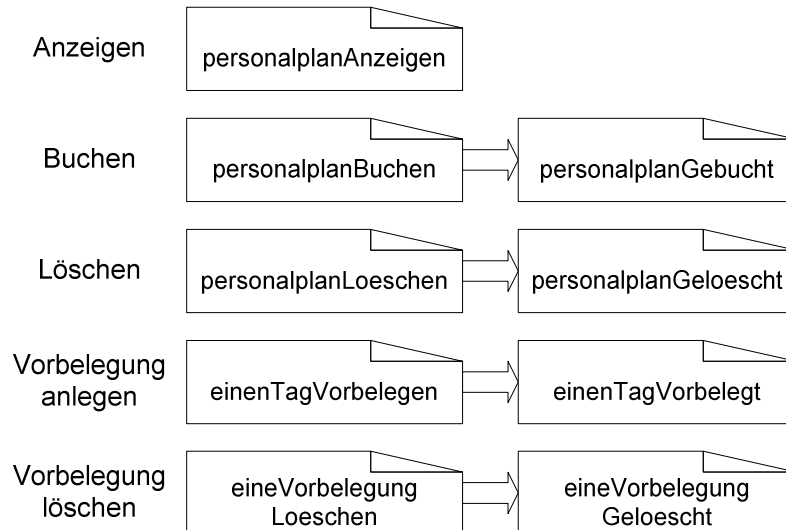 Anzeigen
personalplanAnzeigen
Buchen
personalplanBuchen
personalplanGebucht
Löschen
personalplanLoeschen
personalplanGeloescht
Vorbelegung
anlegen
einenTagVorbelegen
einenTagVorbelegt
Vorbelegung
löschen
eineVorbelegung
Loeschen
eineVorbelegung
Geloescht